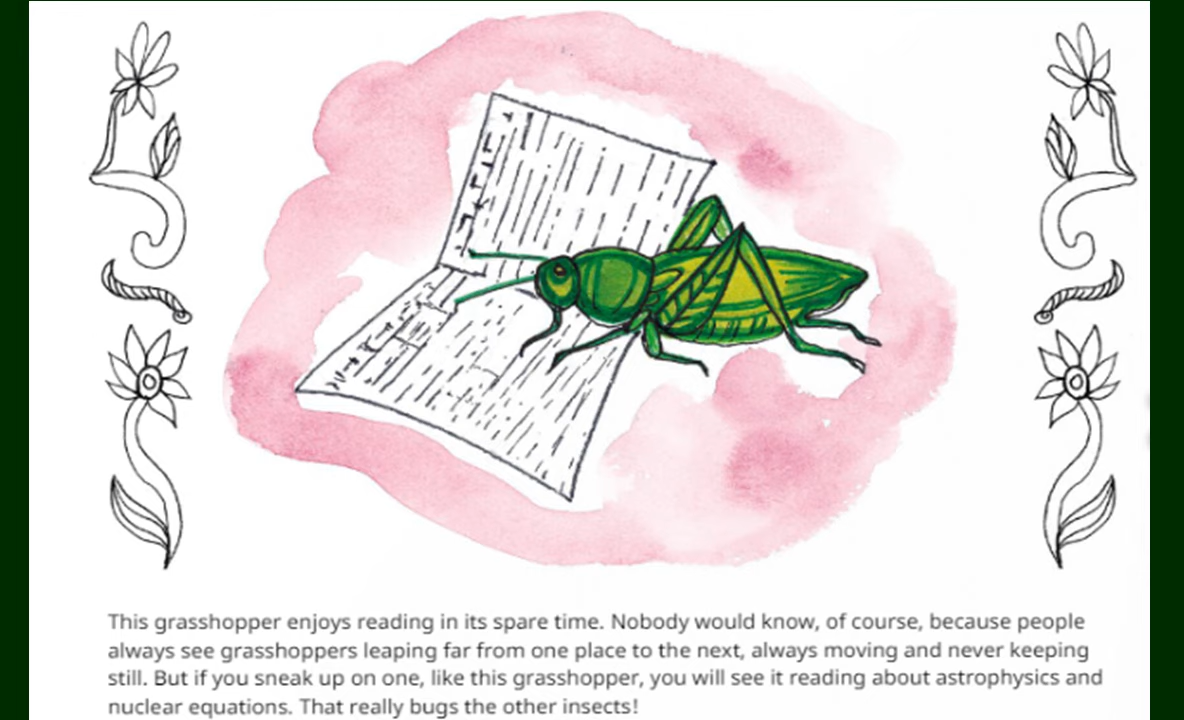 This grasshopper enjoys reading in its spare time. Nobody would know, of course, because people
always see grasshoppers leaping far from one place to the next, always moving and never keeping
still. But if you sneak up on one, like this grasshopper, you will see it reading about astrophysics and
nuclear equations. That really bugs the other insects!